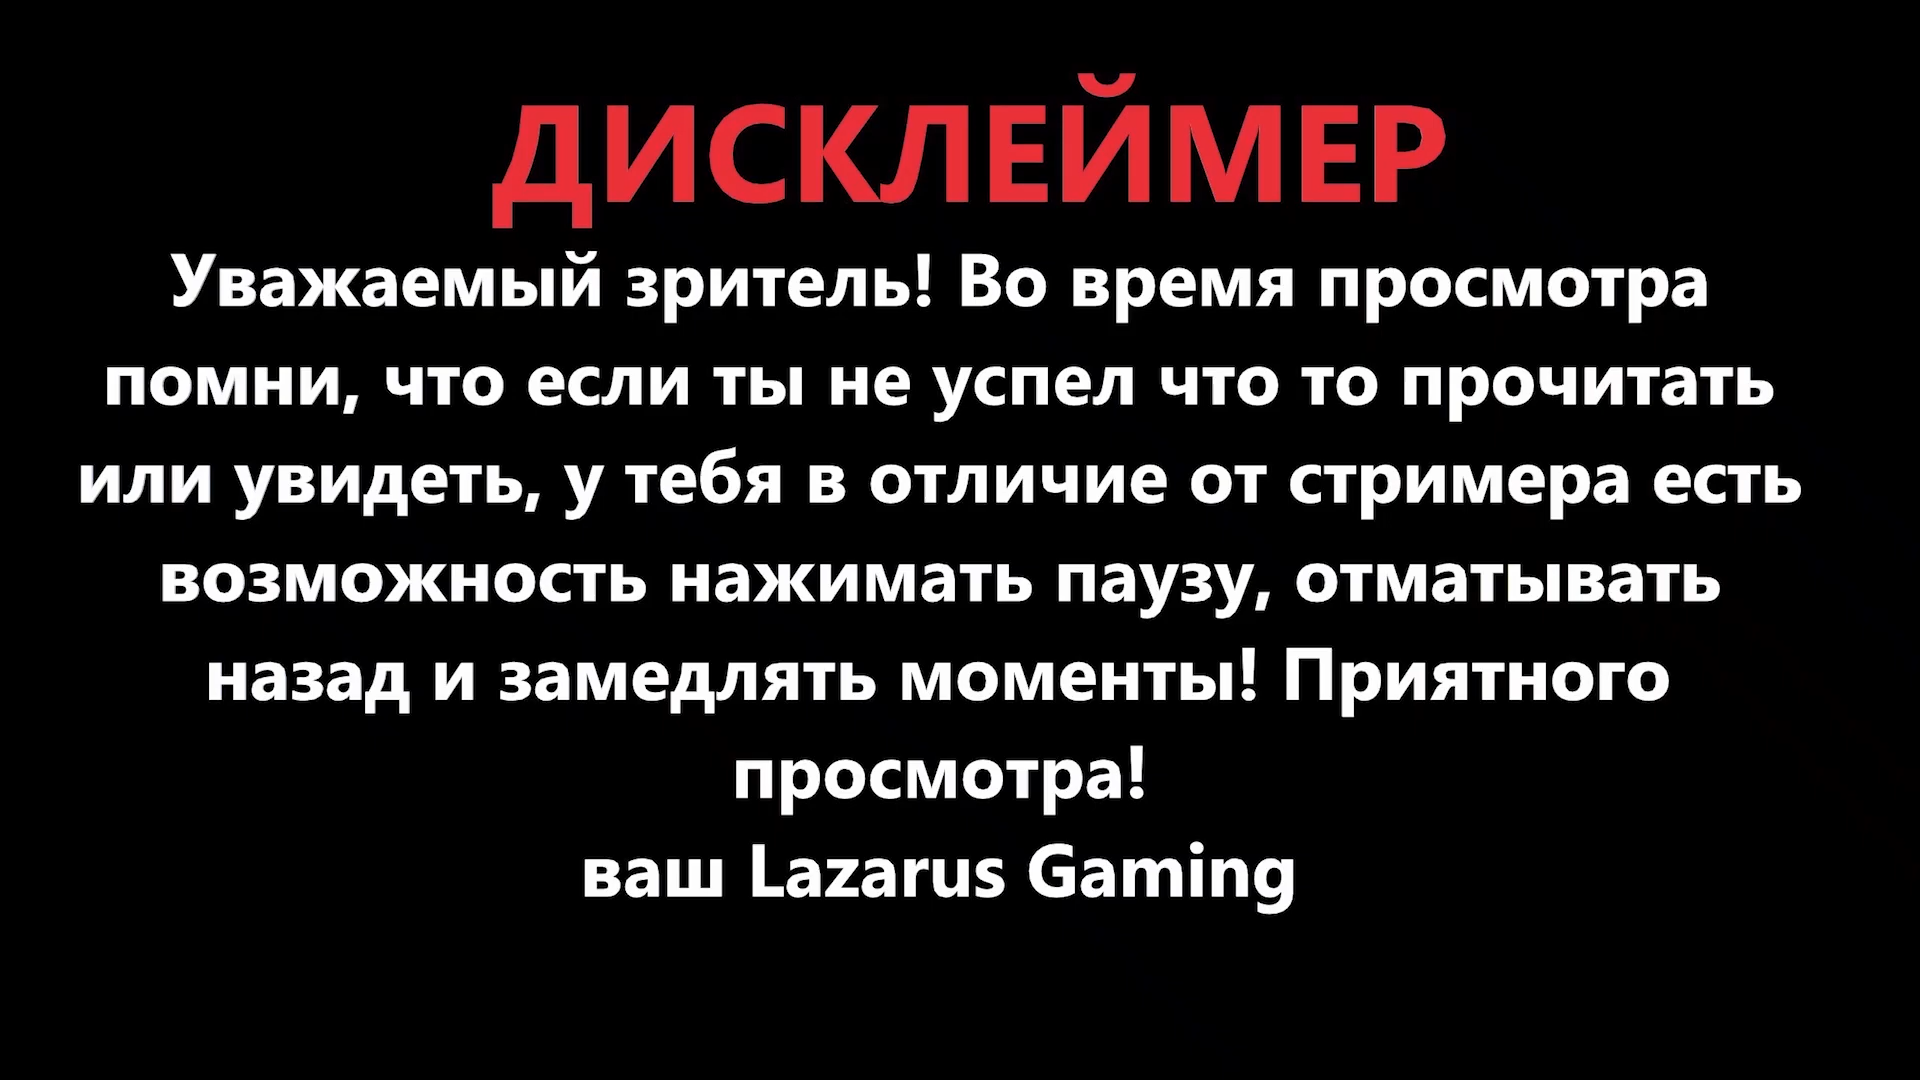 ДИСКЛЕЙМЕР
Уважаемый зритель! Во время просмотра
помни, что если ты не успел что то прочитать
или увидеть, у тебя в отличие от стримера есть
возможность нажимать паузу, отматывать
назад и замедлять моменты! Приятного
просмотра!
ваш Lazarus Gaming